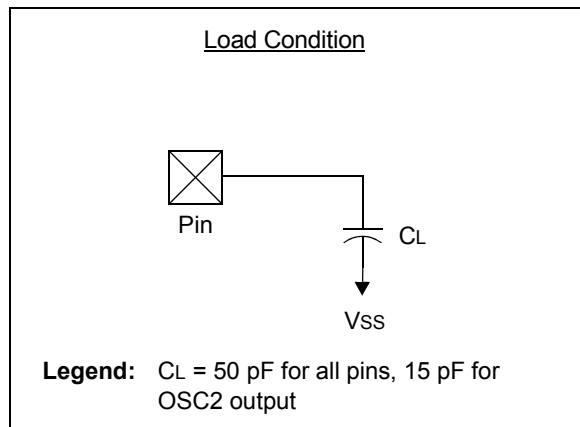 Load Condition
Pin
CL
VSS
Legend: CL = 50 pF for all pins, 15 pF for
OSC2 output